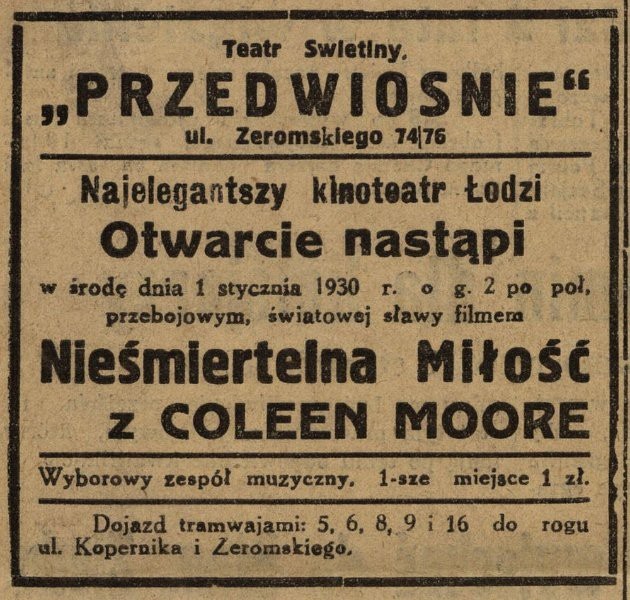 Teatr Swietlny.
„PRZEDWIOSNIE“
ul. Zeromskiego 74|76
Najelegantszy kinoteatr Łodzi
Otwarcie nastąpi
w środę dnia 1 stycznia 1930 r. o g. 2 po poł,
przebojowym, światowej sławy filmem
Nieśmiertelna Miłość
z COLEEN MOORE
Wyborowy zespół muzyczny. 1-sze miejsce 1 zł.
Dojazd tramwajami: 5, 6, 8, 9 i 16 do rogu
ul. Kopernika i Żeromskiego.